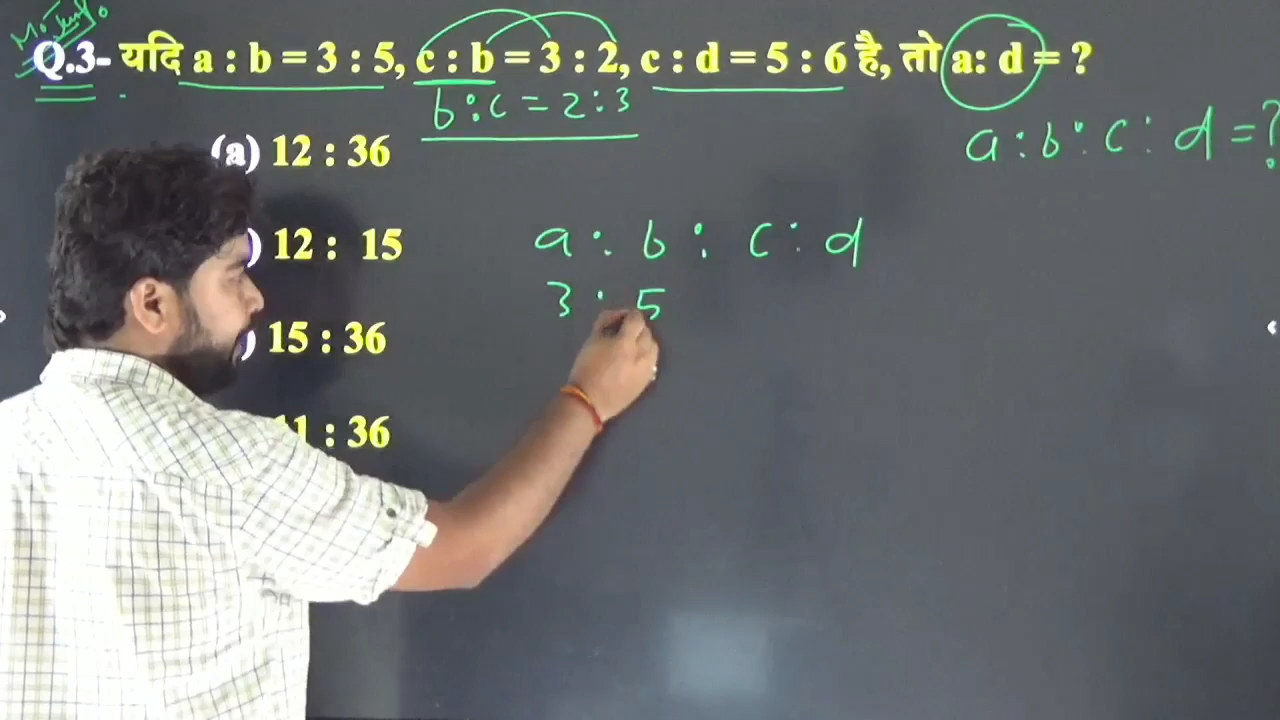 Q.3- यदि a : b = 3 : 5, c : b = 3 : 2, c : d = 5 : 6 है, तो a: d = ?
b : c = 2 : 3
a : b : c : d = ?
(a) 12 : 36
) 12 : 15
a : b : c : d
3 : 5
) 15 : 36
11 : 36